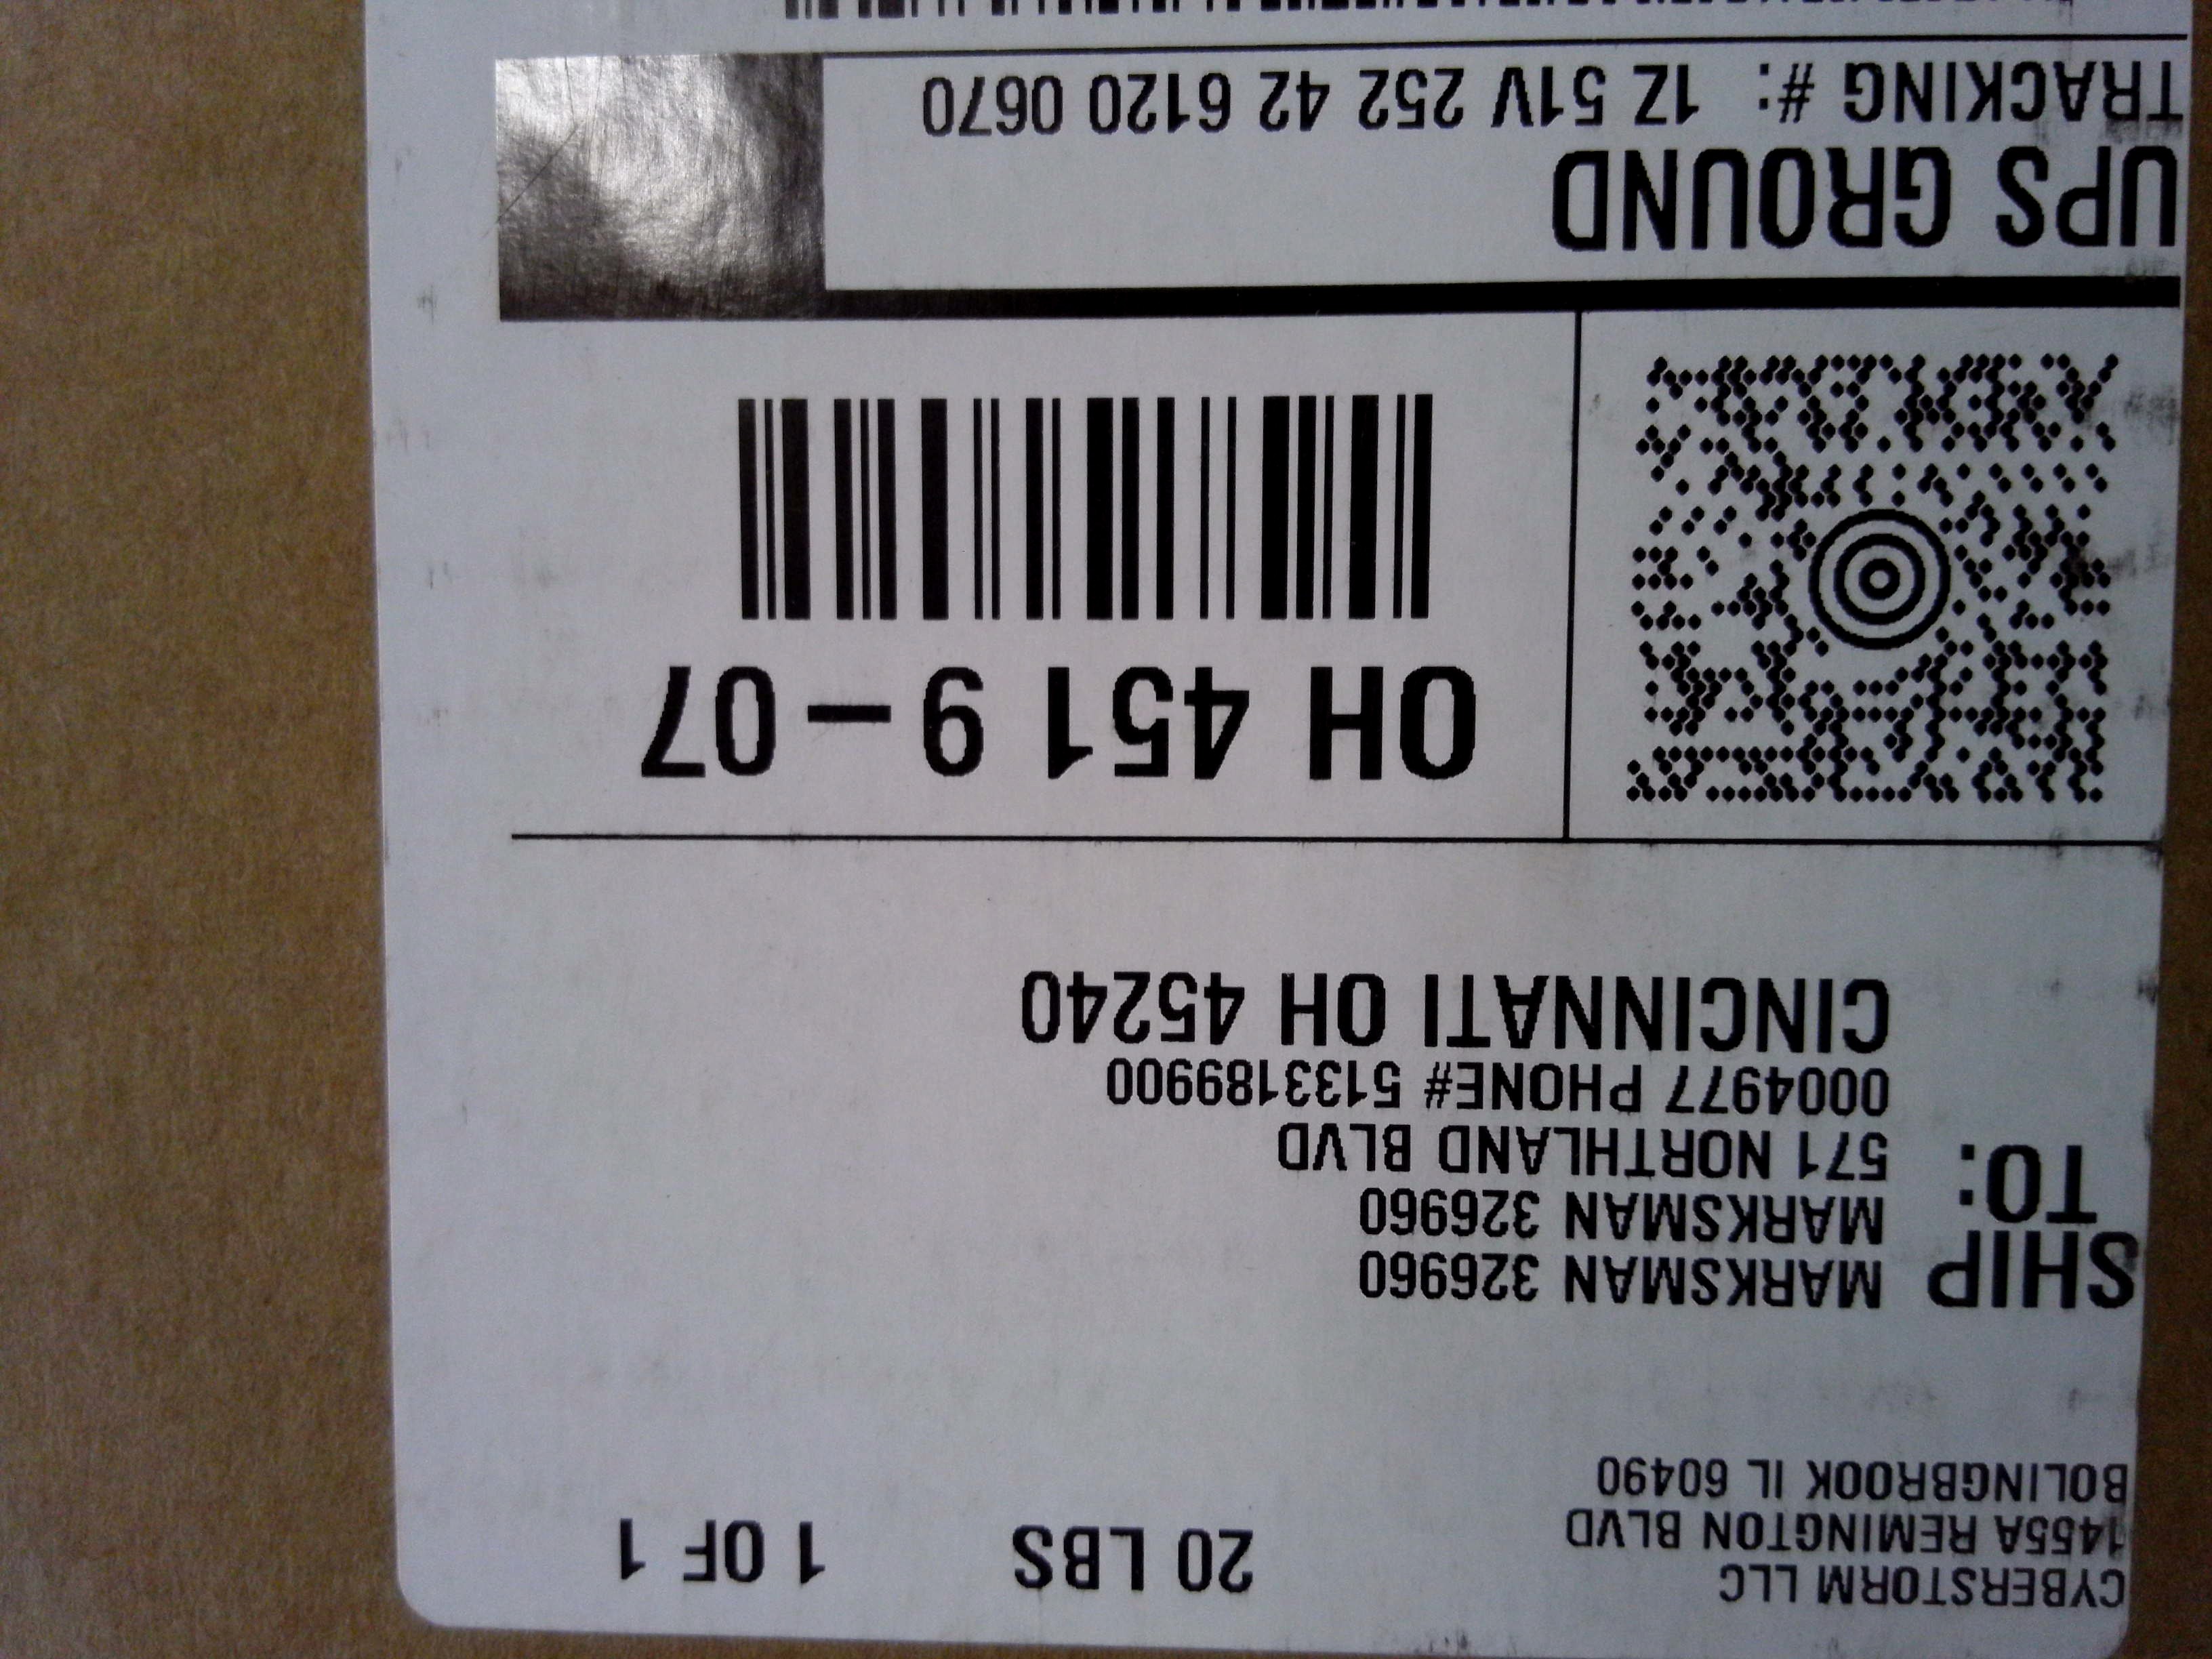 CYBERSTORM LLC
1455A REMINGTON BLVD
BOLINGBROOK IL 60490
20 LBS
1 OF 1
SHIP
TO:
MARKSMAN 326960
MARKSMAN 326960
571 NORTHLAND BLVD
0004977 PHONE# 5133189900
CINCINNATI OH 45240
OH 451 9-07
UPS GROUND
TRACKING #: 1Z 51V 252 42 6120 0670